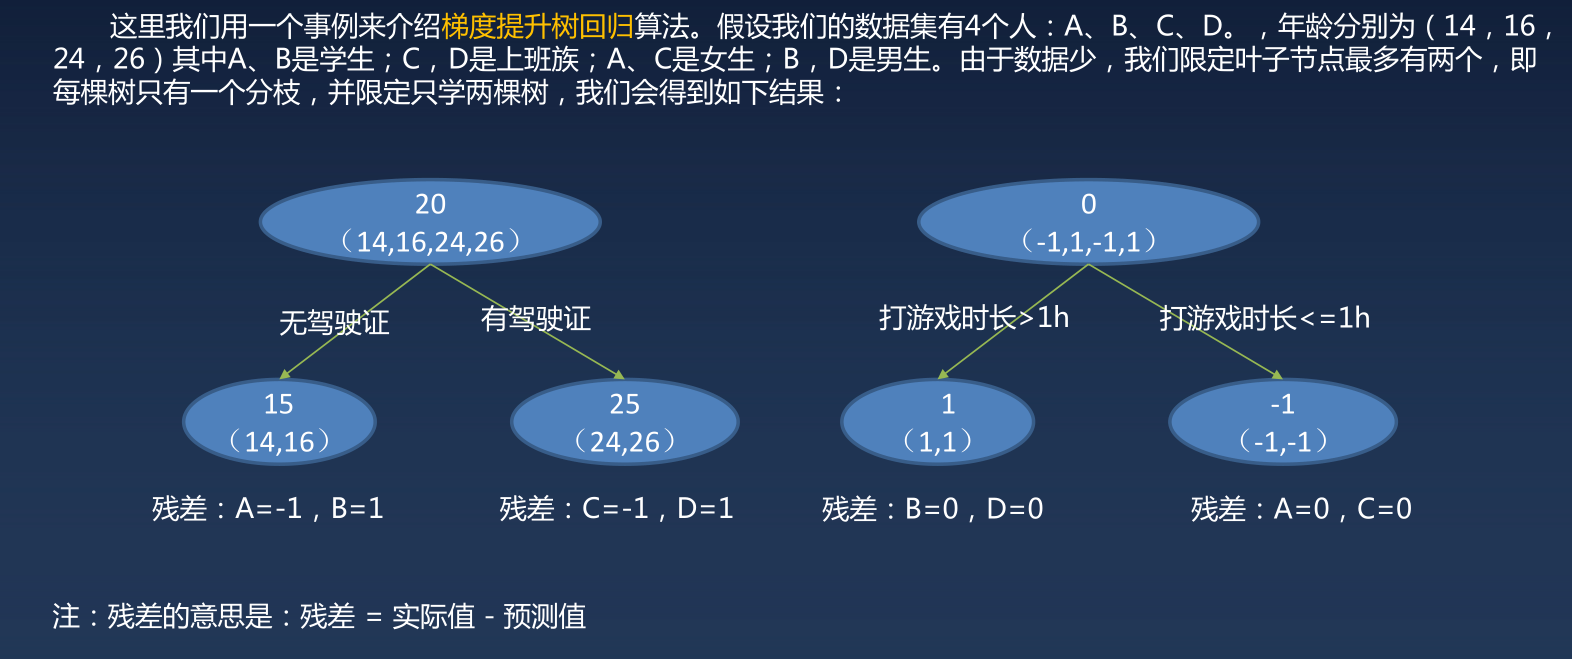 这里我们用一个事例来介绍梯度提升树回归算法。假设我们的数据集有4个人：A、B、C、D。，年龄分别为（14，16，
24，26）其中A、B是学生；C，D是上班族；A、C是女生；B，D是男生。由于数据少，我们限定叶子节点最多有两个，即
每棵树只有一个分枝，并限定只学两棵树，我们会得到如下结果：
20
（14,16,24,26）
0
（-1,1,-1,1）
无驾驶证
有驾驶证
打游戏时长>1h
打游戏时长<=1h
15
（14,16）
25
（24,26）
1
（1,1）
-1
（-1,-1）
残差：A=-1，B=1
残差：C=-1，D=1
残差：B=0，D=0
残差：A=0，C=0
注：残差的意思是：残差 = 实际值 - 预测值